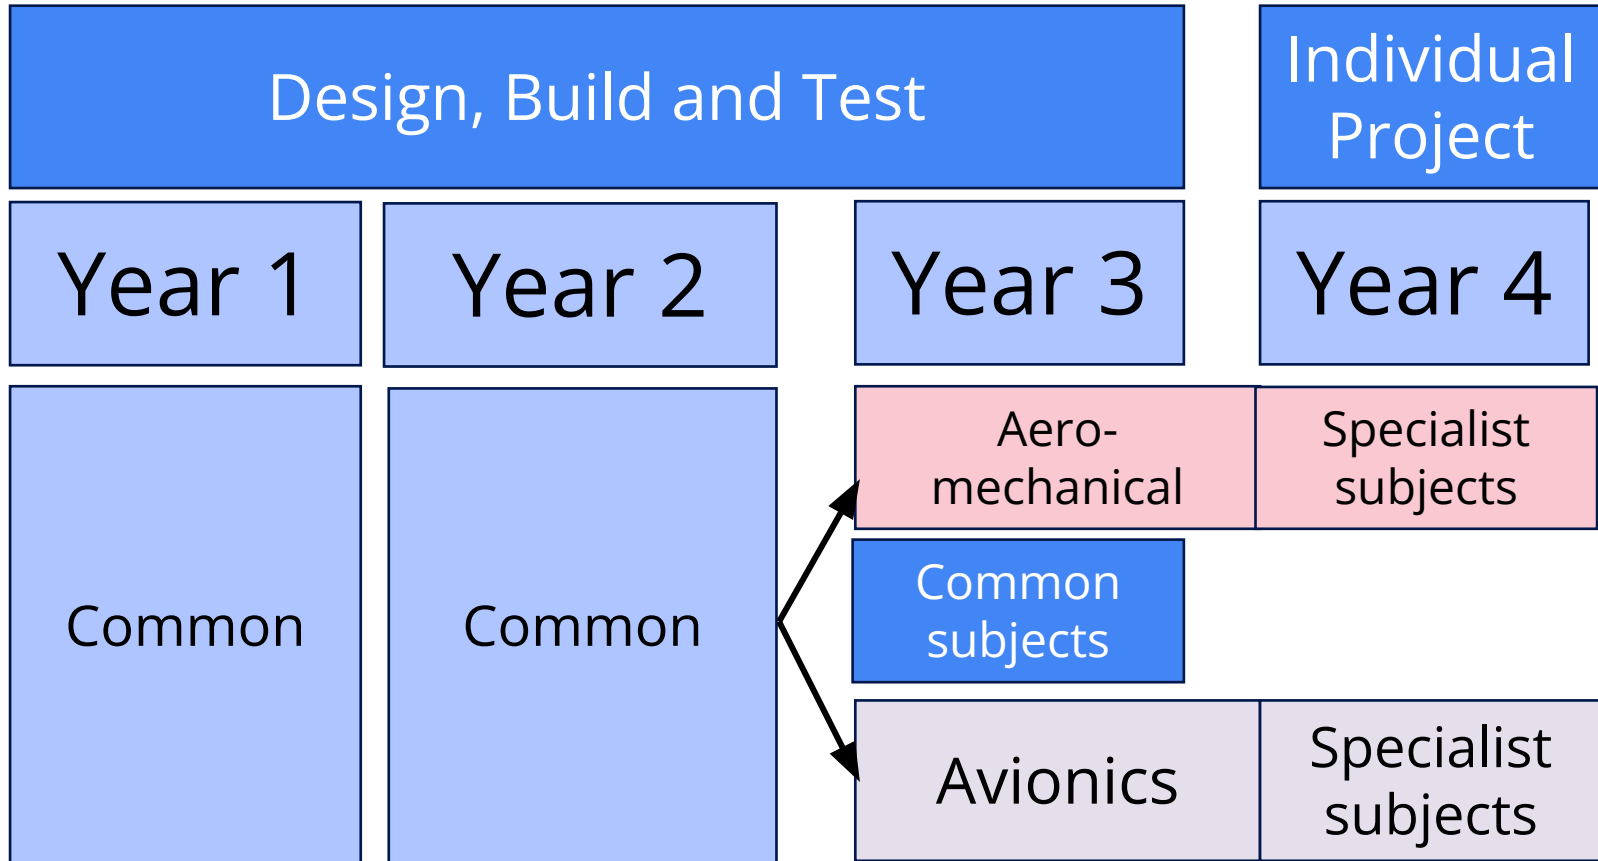 Design, Build and Test
Individual
Project
Year 1
Year 2
Year 3
Year 4
Common
Common
Aero-
mechanical
Specialist
subjects
Common
subjects
Avionics
Specialist
subjects